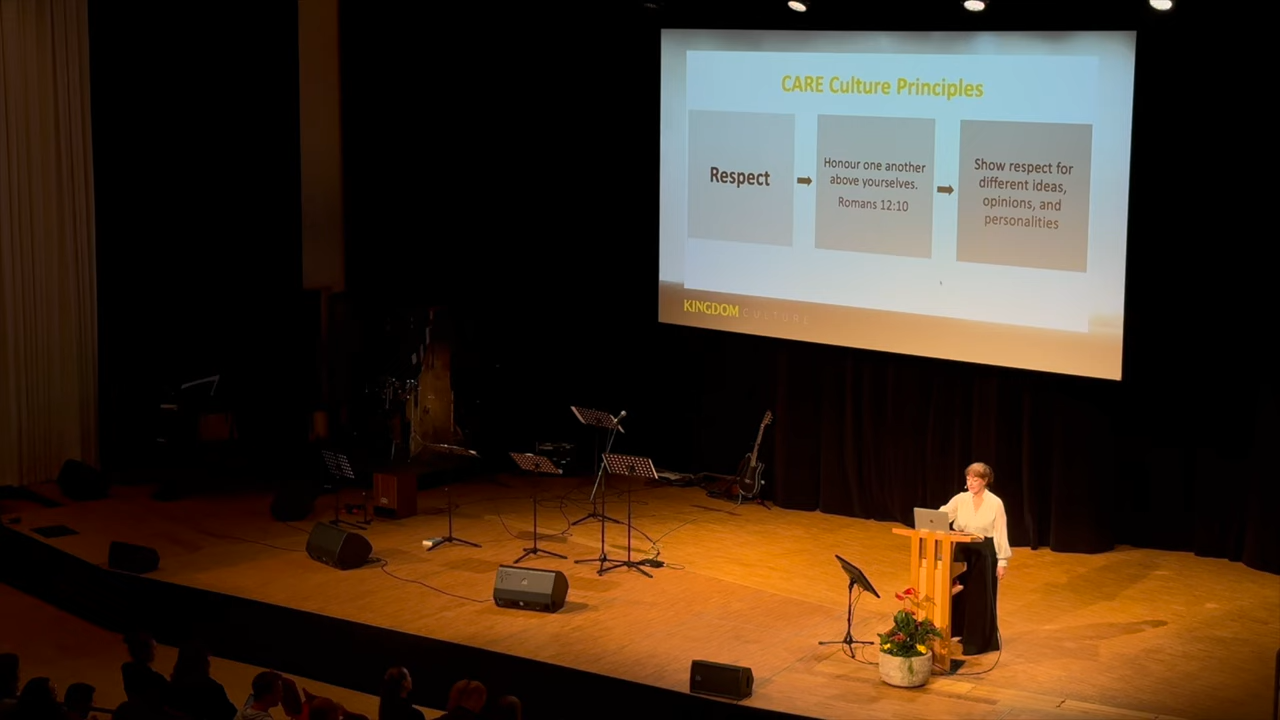 CARE Culture Principles
Respect
Honour one another
above yourselves.
Romans 12:10
Show respect for
different ideas,
opinions, and
personalities
KINGDOM CULTURE